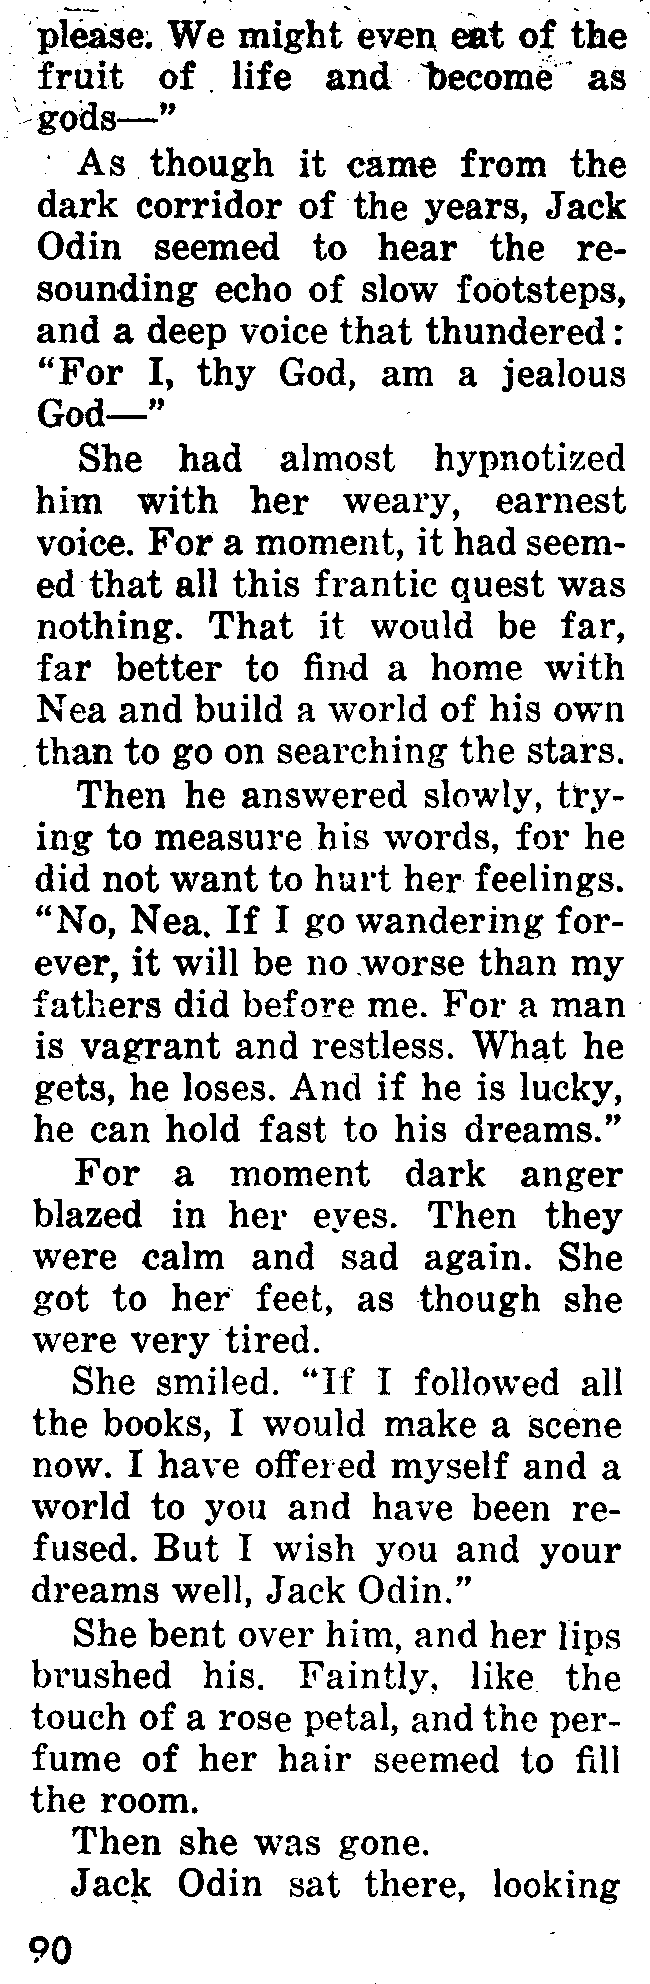 please. We might even eat of the
fruit of life and become as
gods—”
As though it came from the
dark corridor of the years, Jack
Odin seemed to hear the re-
sounding echo of slow footsteps,
and a deep voice that thundered:
“For I, thy God, am a jealous
God—”
She had almost hypnotized
him with her weary, earnest
voice. For a moment, it had seem-
ed that all this frantic quest was
nothing. That it would be far,
far better to find a home with
Nea and build a world of his own
than to go on searching the stars.
Then he answered slowly, try-
ing to measure his words, for he
did not want to hurt her feelings.
“No, Nea. If I go wandering for-
ever, it will be no worse than my
fathers did before me. For a man
is vagrant and restless. What he
gets, he loses. And if he is lucky,
he can hold fast to his dreams.”
For a moment dark anger
blazed in her eyes. Then they
were calm and sad again. She
got to her feet, as though she
were very tired.
She smiled. “If I followed all
the books, I would make a scene
now. I have offered myself and a
world to you and have been re-
fused. But I wish you and your
dreams well, Jack Odin.”
She bent over him, and her lips
brushed his. Faintly, like the
touch of a rose petal, and the per-
fume of her hair seemed to fill
the room.
Then she was gone.
Jack Odin sat there, looking
90